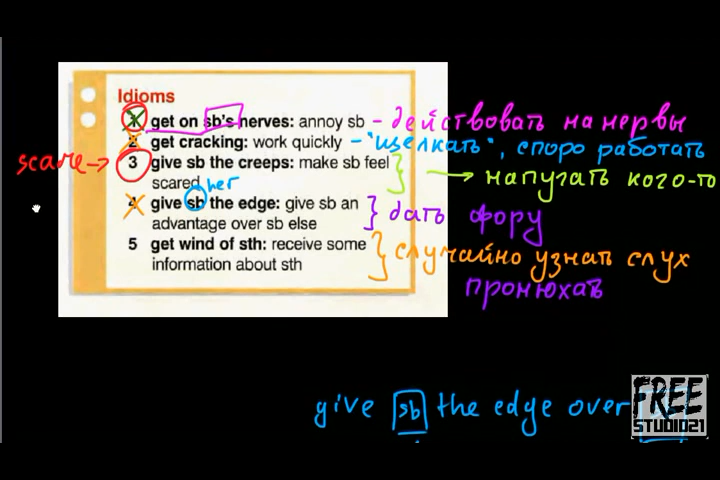 Idioms
1 get on sb's nerves: annoy sb - действовать на нервы
2 get cracking: work quickly - "щелкать", споро работать
scare → 3 give sb the creeps: make sb feel
scared → напугать кого-то
her
4 give sb the edge: give sb an
advantage over sb else } дать фору
5 get wind of sth: receive some
information about sth } случайно узнать слух
пронюхать
give sb the edge over
FREE
STUDIO21